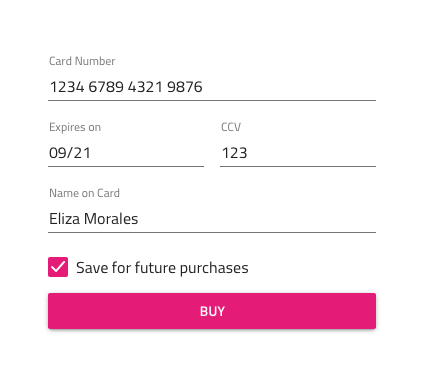 Card Number
1234 6789 4321 9876
Expires on CCV
09/21 123
Name on Card
Eliza Morales
Save for future purchases
BUY